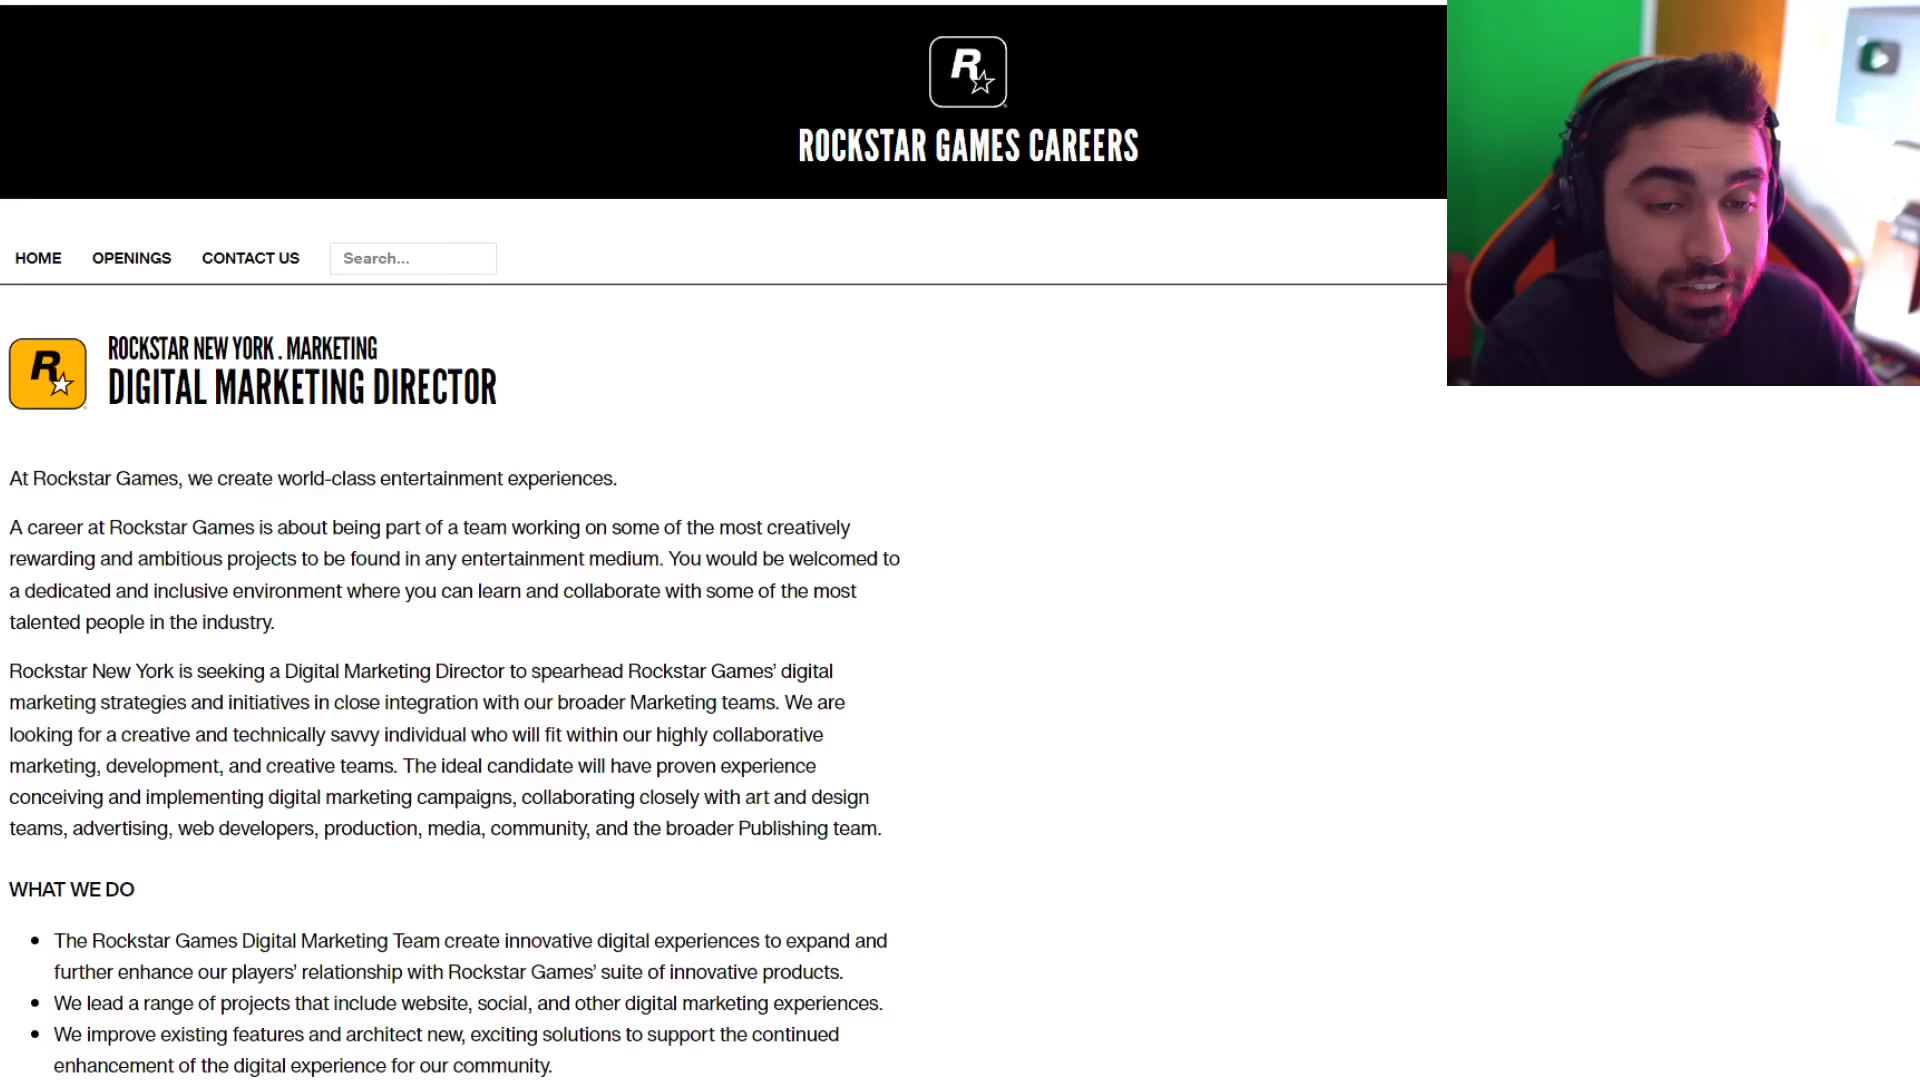 R
ROCKSTAR GAMES CAREERS
HOME OPENINGS CONTACT US Search...
R
ROCKSTAR NEW YORK . MARKETING
DIGITAL MARKETING DIRECTOR
At Rockstar Games, we create world-class entertainment experiences.
A career at Rockstar Games is about being part of a team working on some of the most creatively
rewarding and ambitious projects to be found in any entertainment medium. You would be welcomed to
a dedicated and inclusive environment where you can learn and collaborate with some of the most
talented people in the industry.
Rockstar New York is seeking a Digital Marketing Director to spearhead Rockstar Games’ digital
marketing strategies and initiatives in close integration with our broader Marketing teams. We are
looking for a creative and technically savvy individual who will fit within our highly collaborative
marketing, development, and creative teams. The ideal candidate will have proven experience
conceiving and implementing digital marketing campaigns, collaborating closely with art and design
teams, advertising, web developers, production, media, community, and the broader Publishing team.
WHAT WE DO
• The Rockstar Games Digital Marketing Team create innovative digital experiences to expand and
further enhance our players’ relationship with Rockstar Games’ suite of innovative products.
• We lead a range of projects that include website, social, and other digital marketing experiences.
• We improve existing features and architect new, exciting solutions to support the continued
enhancement of the digital experience for our community.